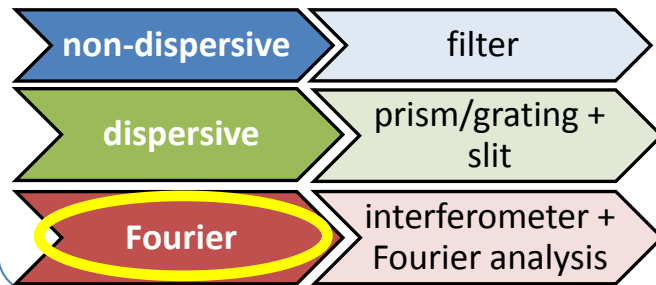 non-dispersive
filter
dispersive
prism/grating +
slit
Fourier
interferometer +
Fourier analysis